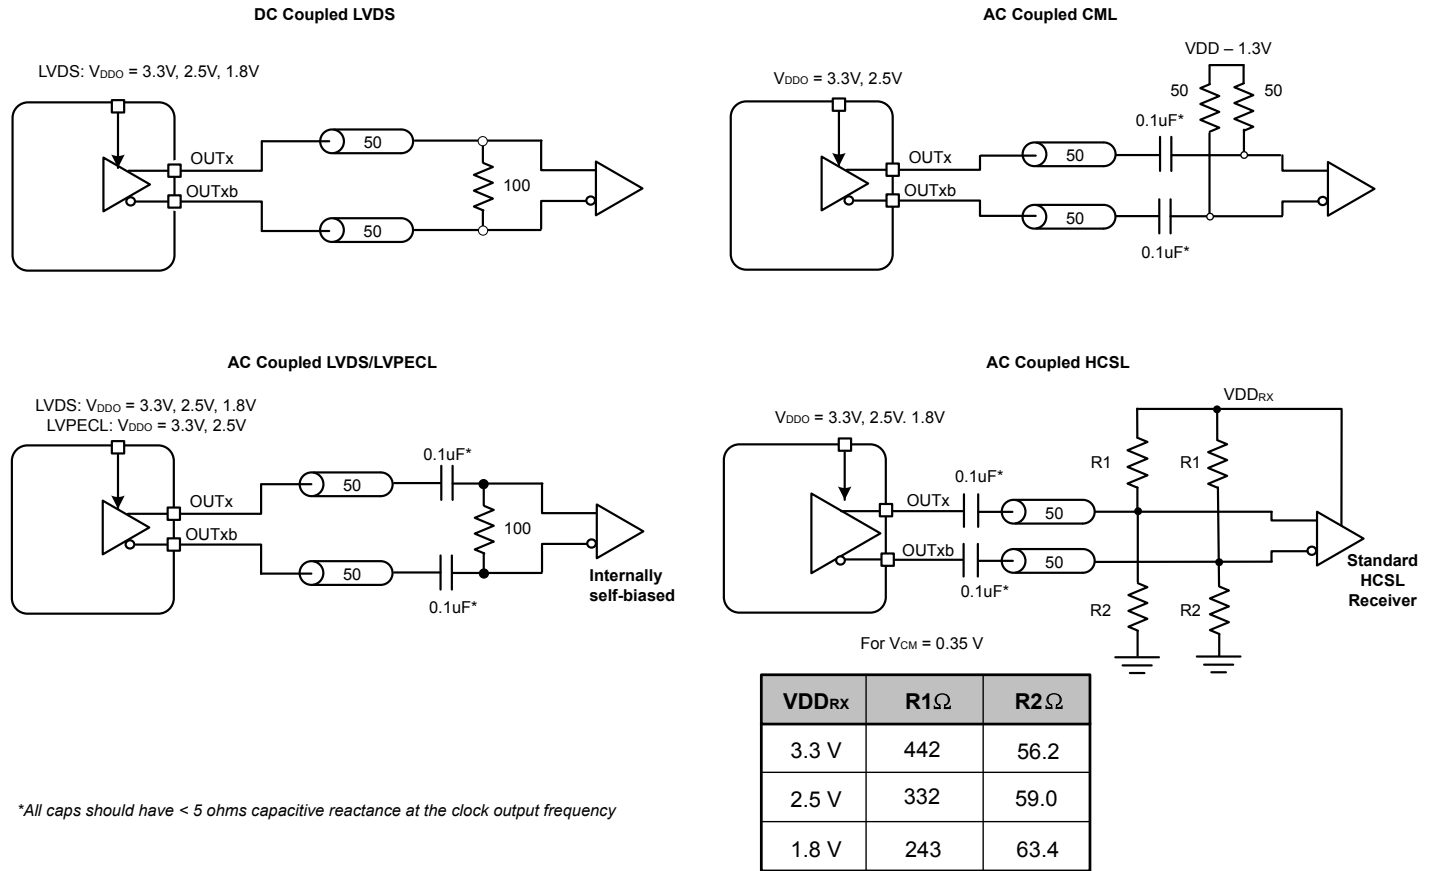 DC Coupled LVDS
LVDS: VDDO = 3.3V, 2.5V, 1.8V
OUTx
OUTxb
50
50
100
AC Coupled CML
VDD – 1.3V
VDDO = 3.3V, 2.5V
50
50
0.1uF*
OUTx
OUTxb
50
50
0.1uF*
AC Coupled LVDS/LVPECL
LVDS: VDDO = 3.3V, 2.5V, 1.8V
LVPECL: VDDO = 3.3V, 2.5V
0.1uF*
OUTx
OUTxb
50
50
100
0.1uF*
Internally
self-biased
AC Coupled HCSL
VDDRX
VDDO = 3.3V, 2.5V. 1.8V
R1
R1
0.1uF*
OUTx
OUTxb
50
50
0.1uF*
R2
R2
Standard
HCSL
Receiver
For VCM = 0.35 V
VDDRX R1Ω R2Ω
3.3 V 442 56.2
2.5 V 332 59.0
1.8 V 243 63.4
*All caps should have < 5 ohms capacitive reactance at the clock output frequency